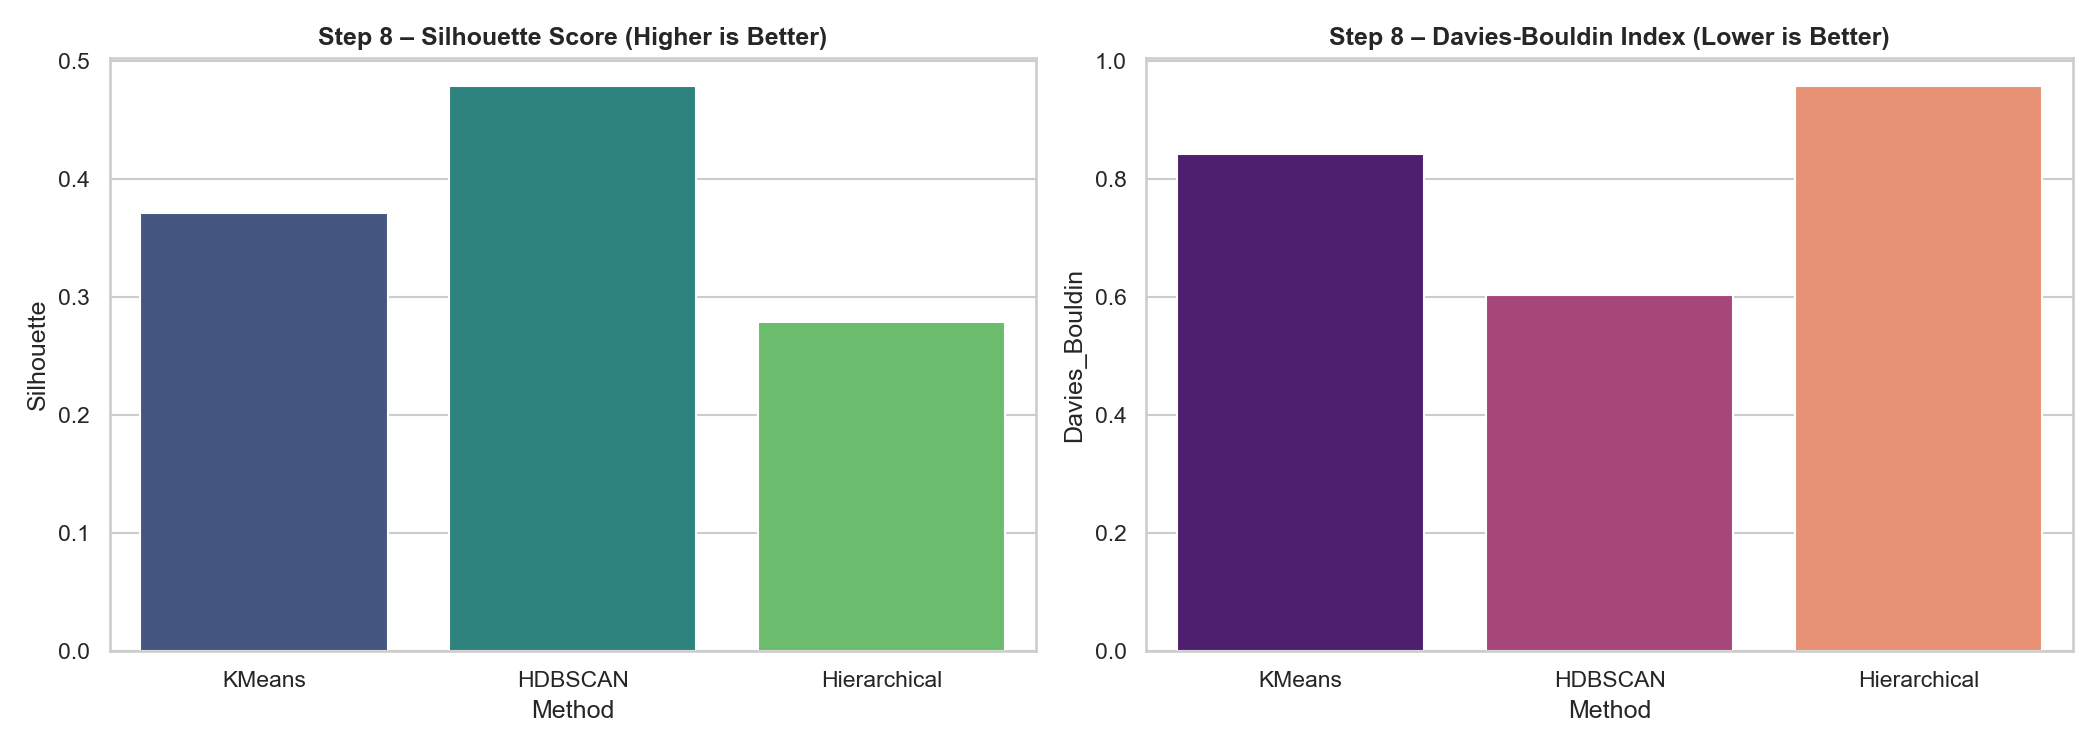 Step 8 – Silhouette Score (Higher is Better)
0.5
0.4
0.3
0.2
0.1
0.0
Silhouette
KMeans
HDBSCAN
Hierarchical
Method
Step 8 – Davies-Bouldin Index (Lower is Better)
1.0
0.8
0.6
0.4
0.2
0.0
Davies_Bouldin
KMeans
HDBSCAN
Hierarchical
Method